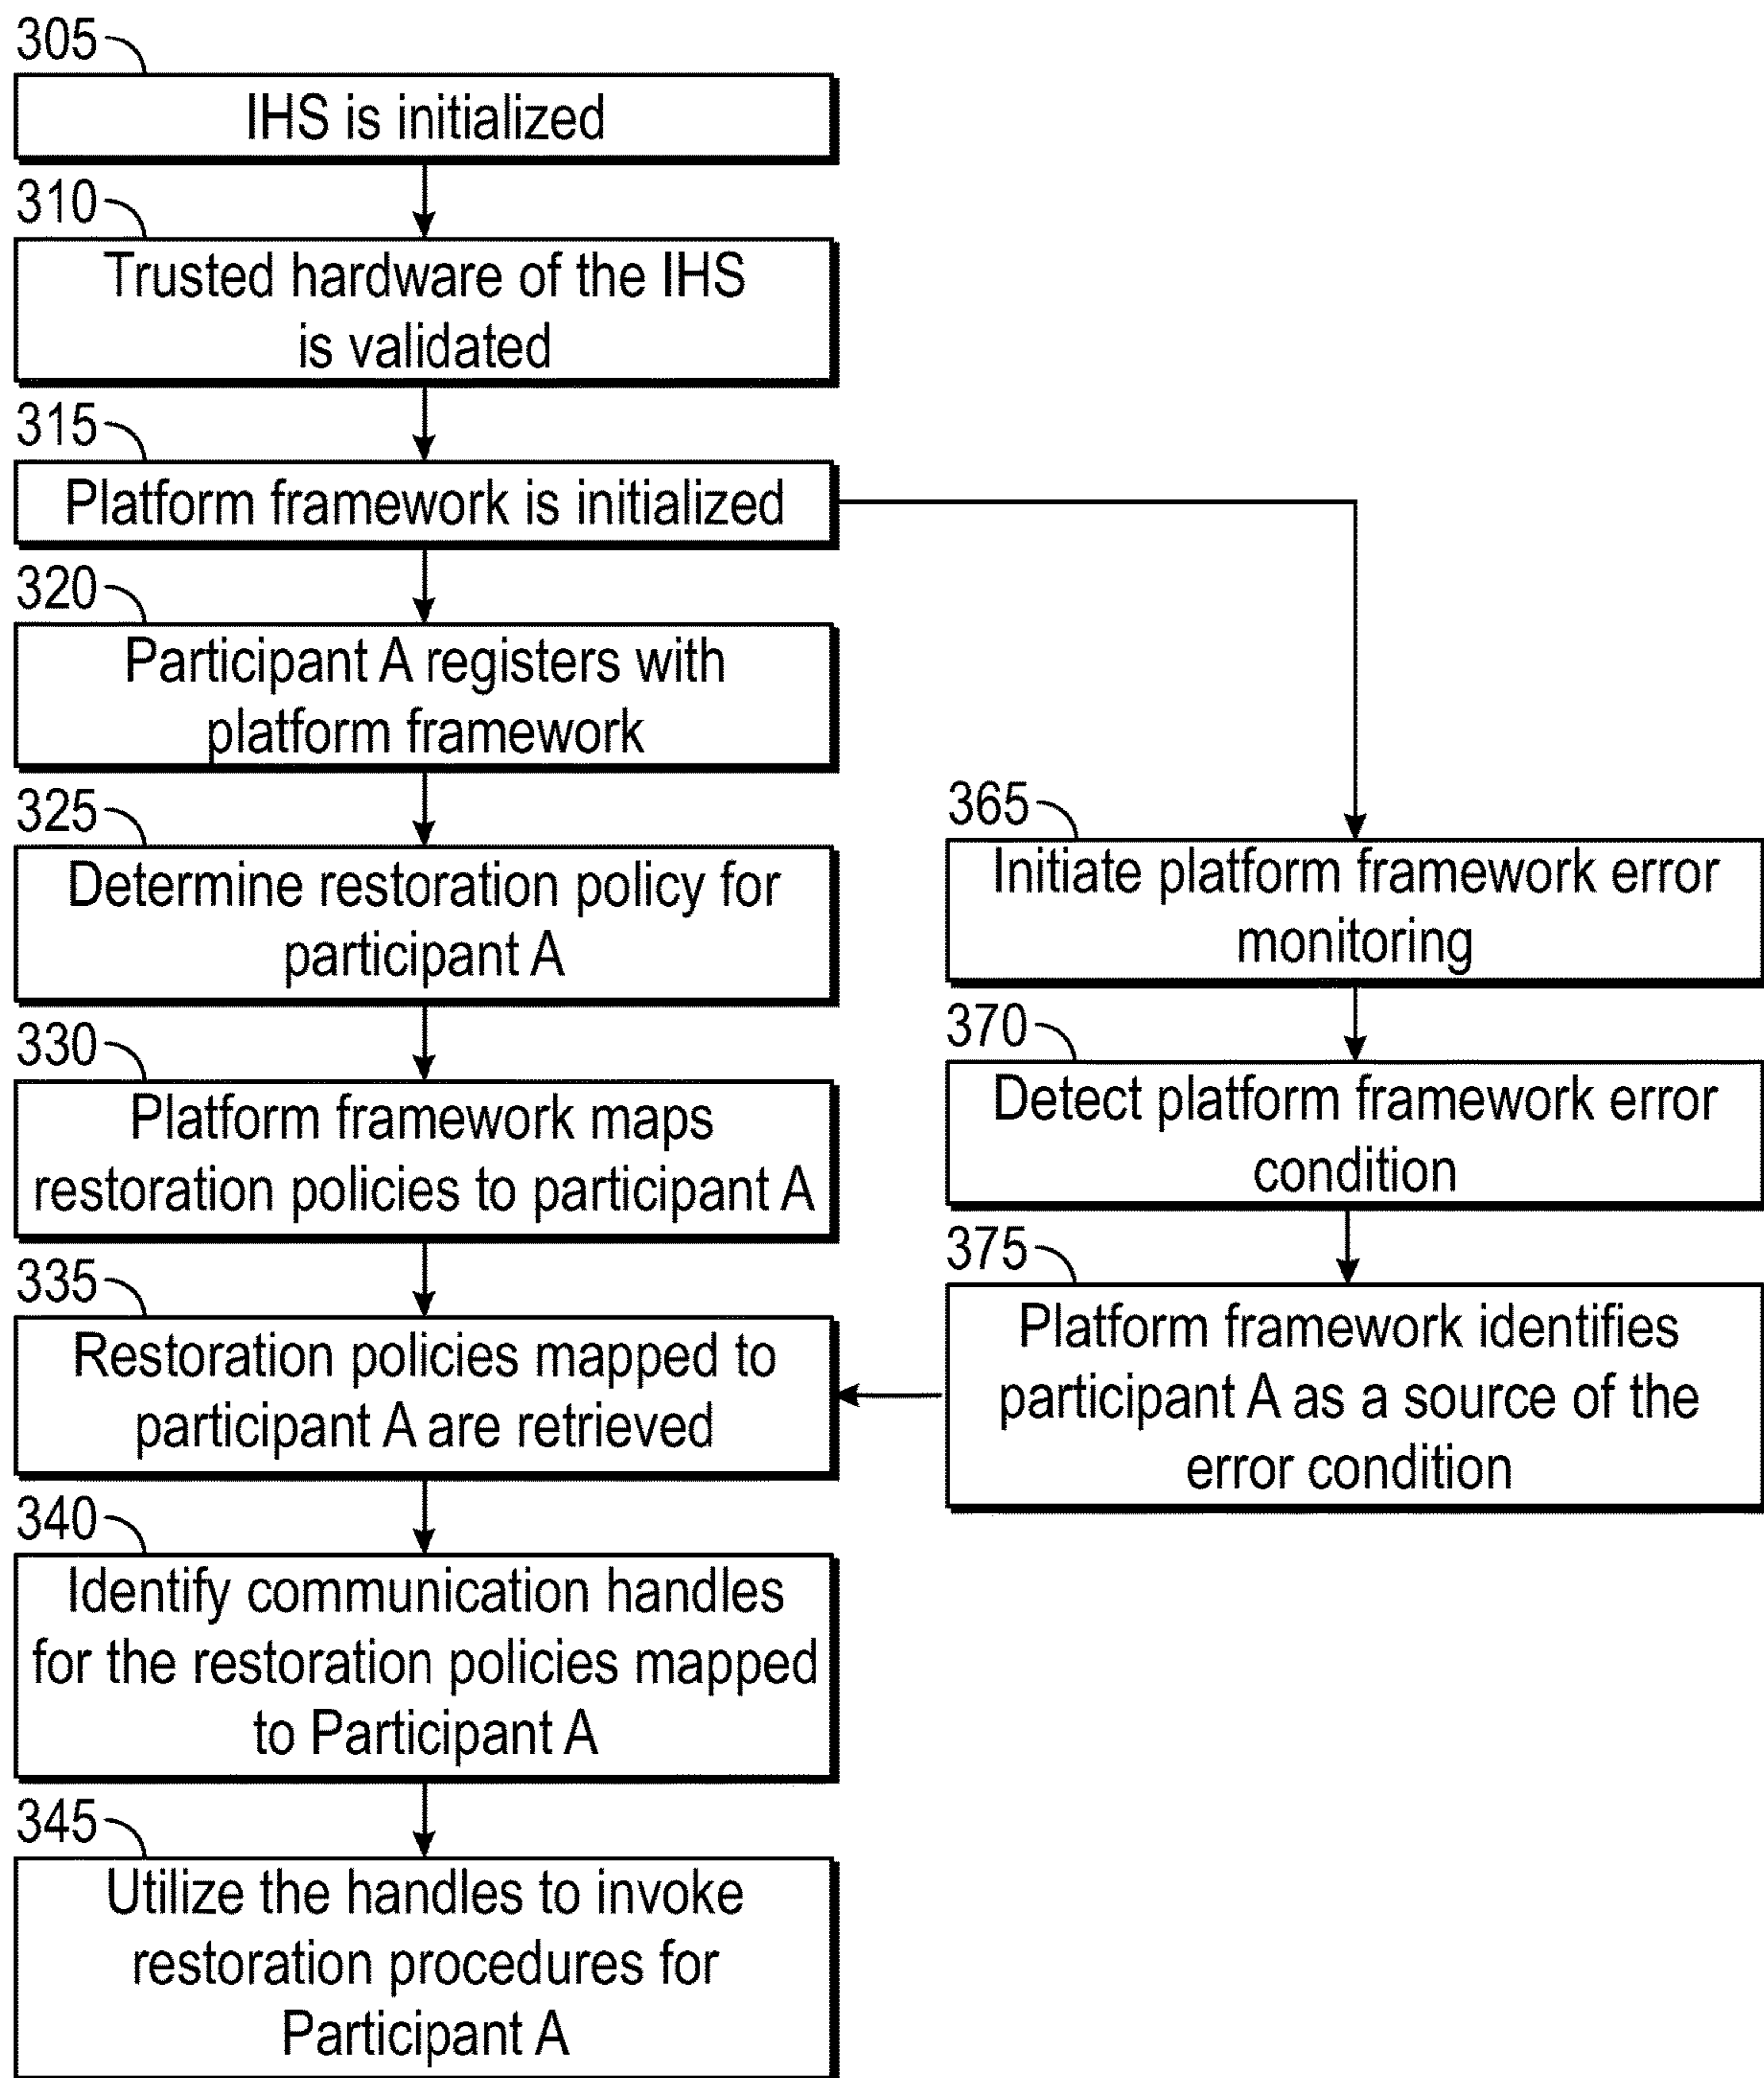 305
IHS is initialized
310
Trusted hardware of the IHS
is validated
315
Platform framework is initialized
320
Participant A registers with
platform framework
325
Determine restoration policy for
participant A
330
Platform framework maps
restoration policies to participant A
335
Restoration policies mapped to
participant A are retrieved
340
Identify communication handles
for the restoration policies mapped
to Participant A
345
Utilize the handles to invoke
restoration procedures for
Participant A
365
Initiate platform framework error
monitoring
370
Detect platform framework error
condition
375
Platform framework identifies
participant A as a source of the
error condition